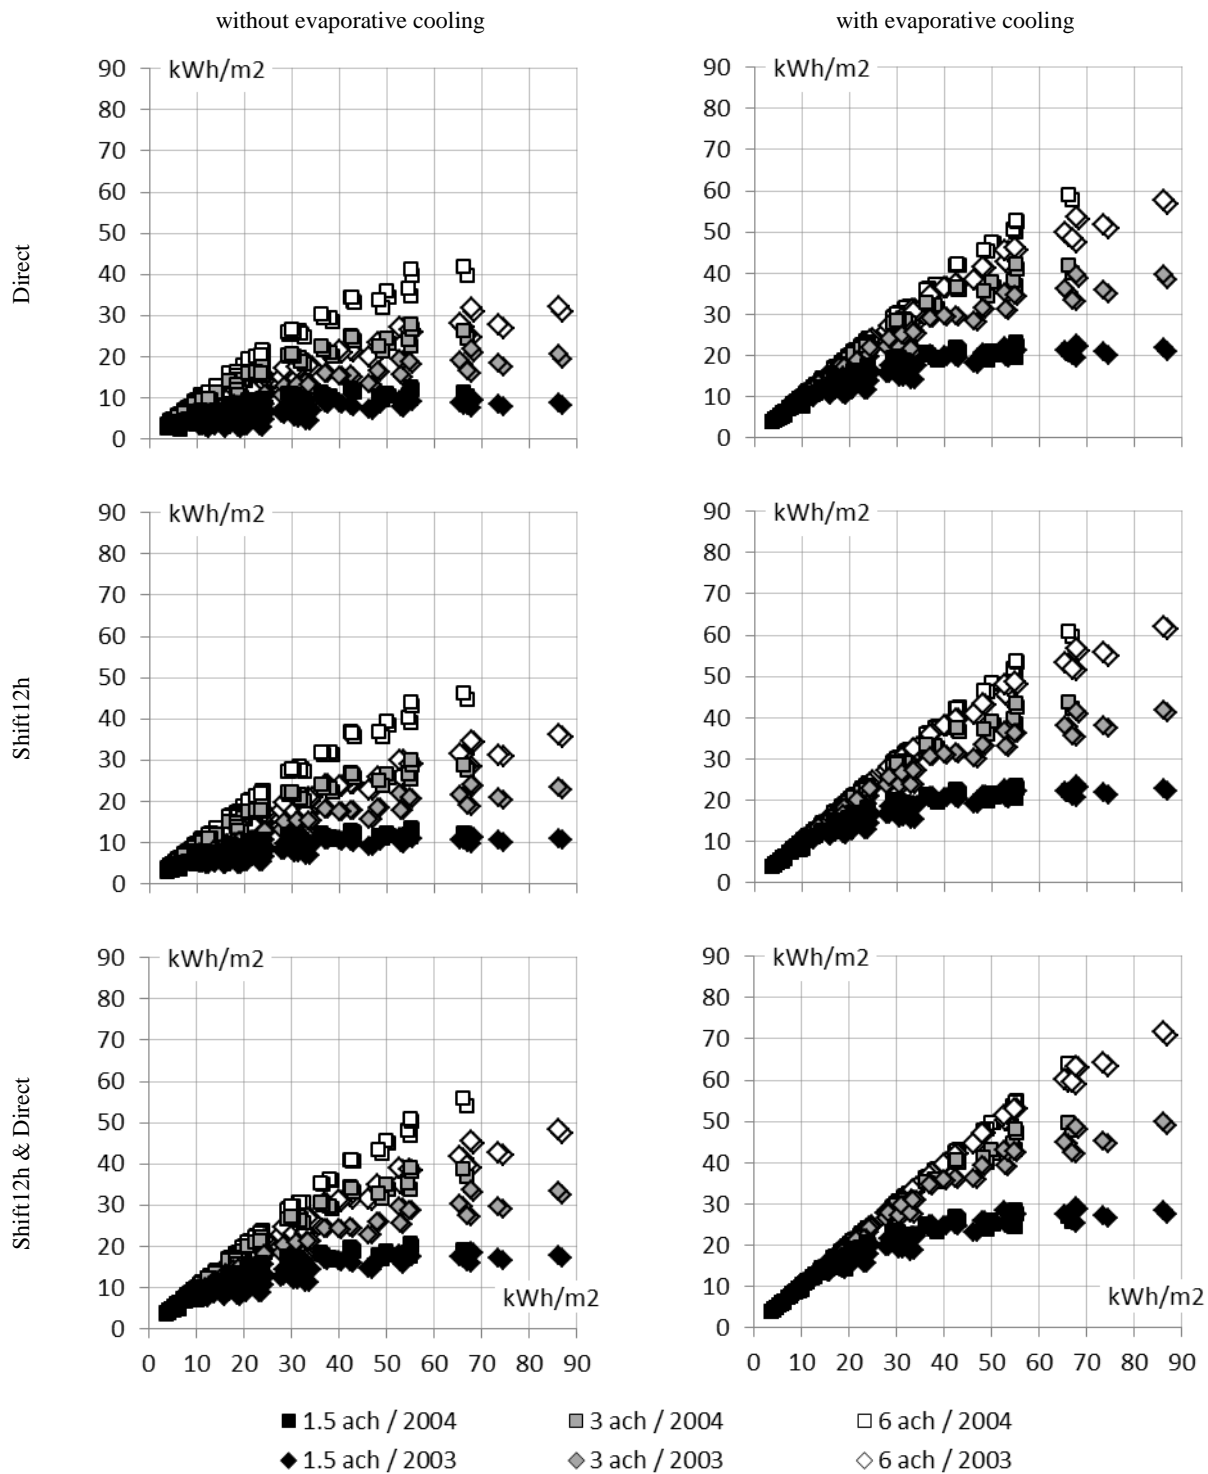 without evaporative cooling
with evaporative cooling
Direct
kWh/m2
90
80
70
60
50
40
30
20
10
0
kWh/m2
90
80
70
60
50
40
30
20
10
0
Shift12h
kWh/m2
90
80
70
60
50
40
30
20
10
0
kWh/m2
90
80
70
60
50
40
30
20
10
0
Shift12h & Direct
kWh/m2
90
80
70
60
50
40
30
20
10
0
kWh/m2
0 10 20 30 40 50 60 70 80 90
kWh/m2
90
80
70
60
50
40
30
20
10
0
kWh/m2
0 10 20 30 40 50 60 70 80 90
1.5 ach / 2004
3 ach / 2004
6 ach / 2004
1.5 ach / 2003
3 ach / 2003
6 ach / 2003